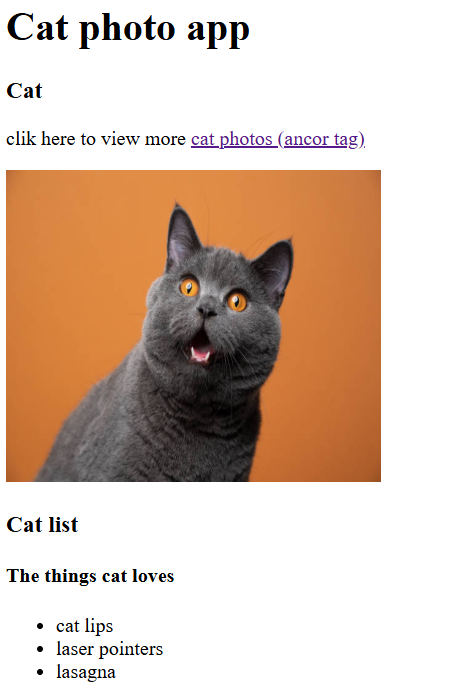 Cat photo app
Cat
clik here to view more cat photos (ancor tag)
Cat list
The things cat loves
cat lips
laser pointers
lasagna